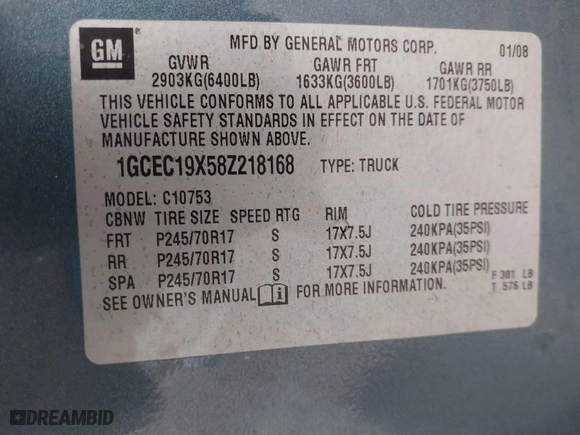 GM
MFD BY GENERAL MOTORS CORP. 01/08
GVWR GAWR FRT GAWR RR
2903KG(6400LB) 1633KG(3600LB) 1701KG(3750LB)
THIS VEHICLE CONFORMS TO ALL APPLICABLE U.S. FEDERAL MOTOR
VEHICLE SAFETY STANDARDS IN EFFECT ON THE DATE OF
MANUFACTURE SHOWN ABOVE.
1GCEC19X58Z218168 TYPE: TRUCK
MODEL: C10753
CBNW TIRE SIZE SPEED RTG RIM COLD TIRE PRESSURE
FRT P245/70R17 S 17X7.5J 240KPA(35PSI)
RR P245/70R17 S 17X7.5J 240KPA(35PSI)
SPA P245/70R17 S 17X7.5J 240KPA(35PSI)
F 301 LB
T 576 LB
SEE OWNER'S MANUAL i FOR MORE INFORMATION.
DREAMBID